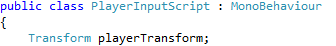 public class PlayerInputScript : MonoBehaviour
{
    Transform playerTransform;